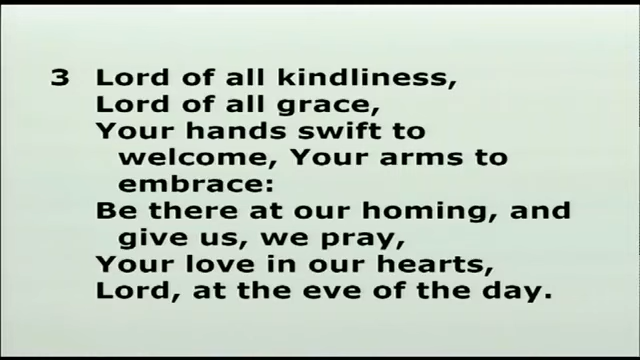 3 Lord of all kindliness,
Lord of all grace,
Your hands swift to
welcome, Your arms to
embrace:
Be there at our homing, and
give us, we pray,
Your love in our hearts,
Lord, at the eve of the day.